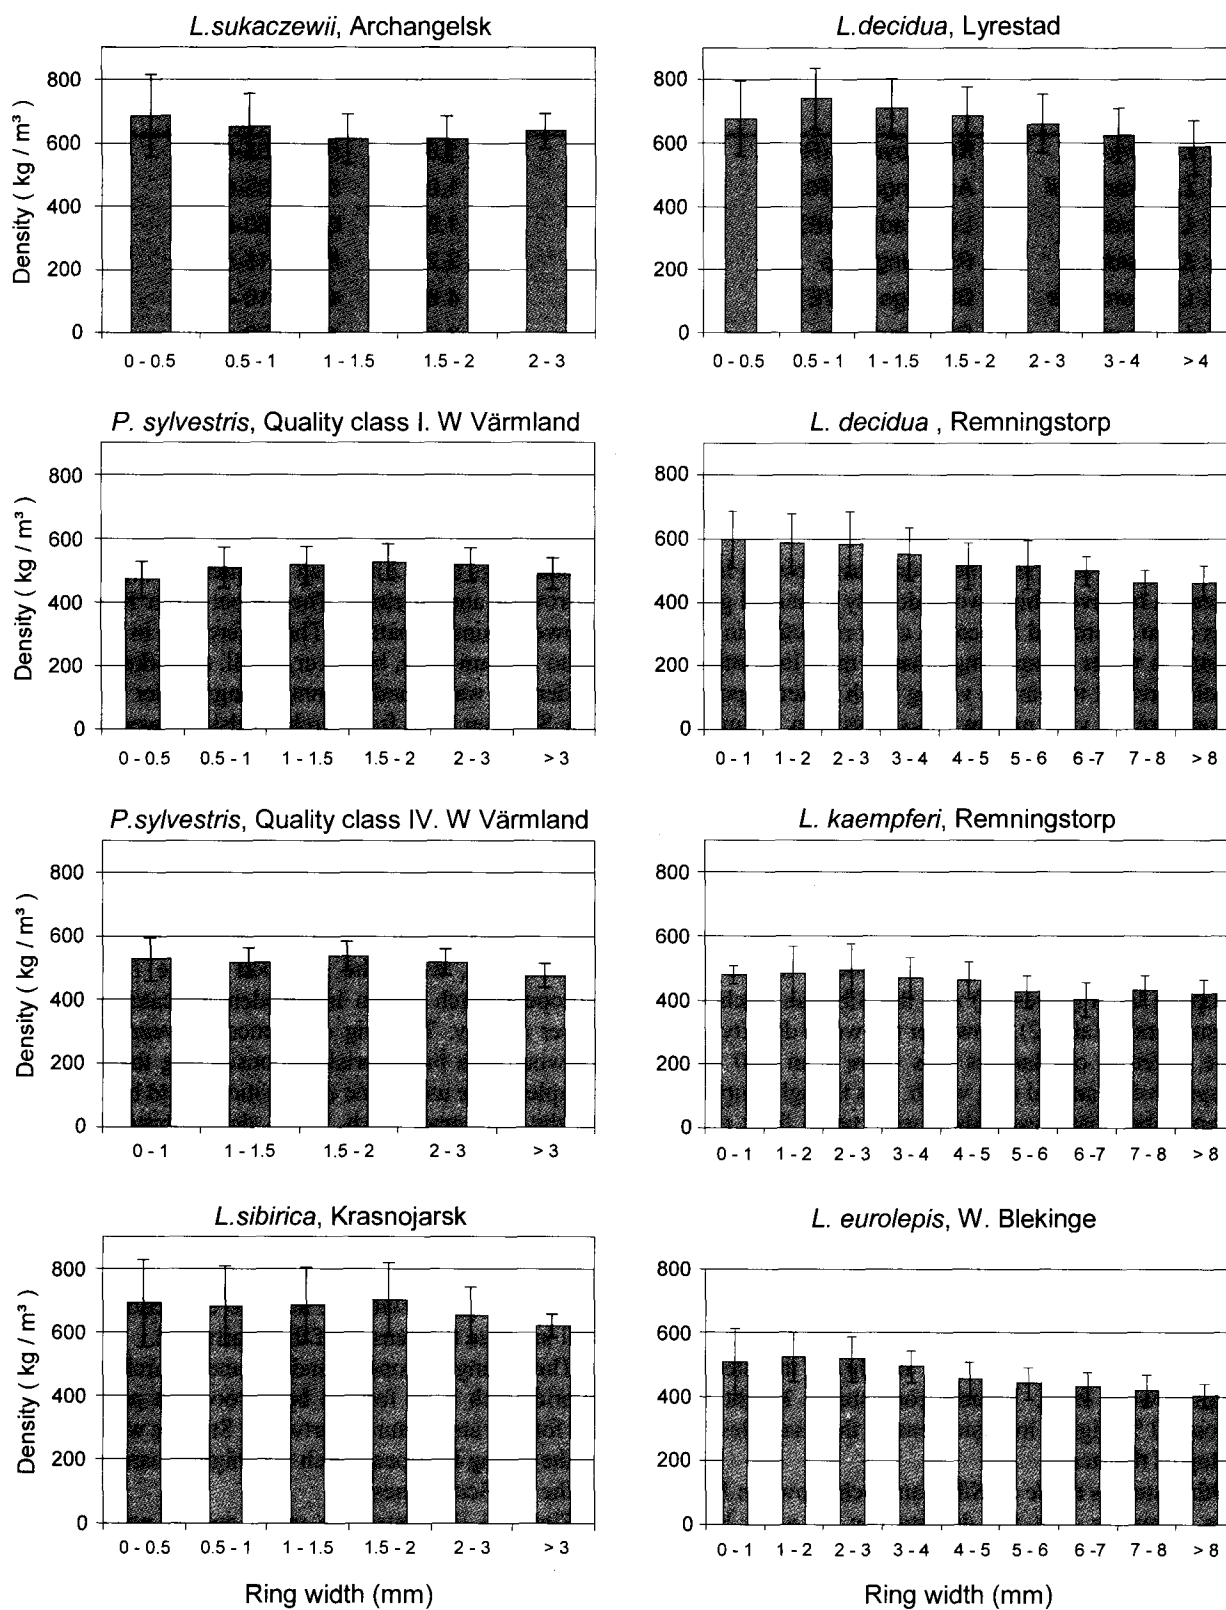 L.sukaczewii, Archangelsk
Density ( kg / m³ )
800
600
400
200
0
0 - 0.5 0.5 - 1 1 - 1.5 1.5 - 2 2 - 3
L.decidua, Lyrestad
800
600
400
200
0
0 - 0.5 0.5 - 1 1 - 1.5 1.5 - 2 2 - 3 3 - 4 > 4
P. sylvestris, Quality class I. W Värmland
Density ( kg / m³ )
800
600
400
200
0
0 - 0.5 0.5 - 1 1 - 1.5 1.5 - 2 2 - 3 > 3
L. decidua , Remningstorp
800
600
400
200
0
0 - 1 1 - 2 2 - 3 3 - 4 4 - 5 5 - 6 6 -7 7 - 8 > 8
P.sylvestris, Quality class IV. W Värmland
800
600
400
200
0
0 - 1 1 - 1.5 1.5 - 2 2 - 3 > 3
L. kaempferi, Remningstorp
800
600
400
200
0
0 - 1 1 - 2 2 - 3 3 - 4 4 - 5 5 - 6 6 -7 7 - 8 > 8
L.sibirica, Krasnojarsk
Density ( kg / m³ )
800
600
400
200
0
0 - 0.5 0.5 - 1 1 - 1.5 1.5 - 2 2 - 3 > 3
Ring width (mm)
L. eurolepis, W. Blekinge
800
600
400
200
0
0 - 1 1 - 2 2 - 3 3 - 4 4 - 5 5 - 6 6 -7 7 - 8 > 8
Ring width (mm)